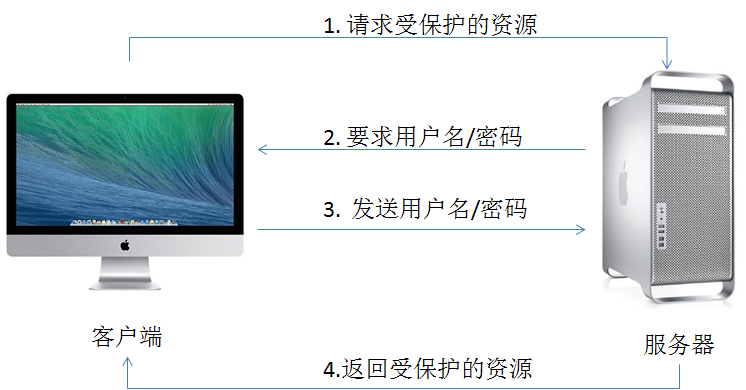 1. 请求受保护的资源
2. 要求用户名/密码
3. 发送用户名/密码
客户端
服务器
4.返回受保护的资源